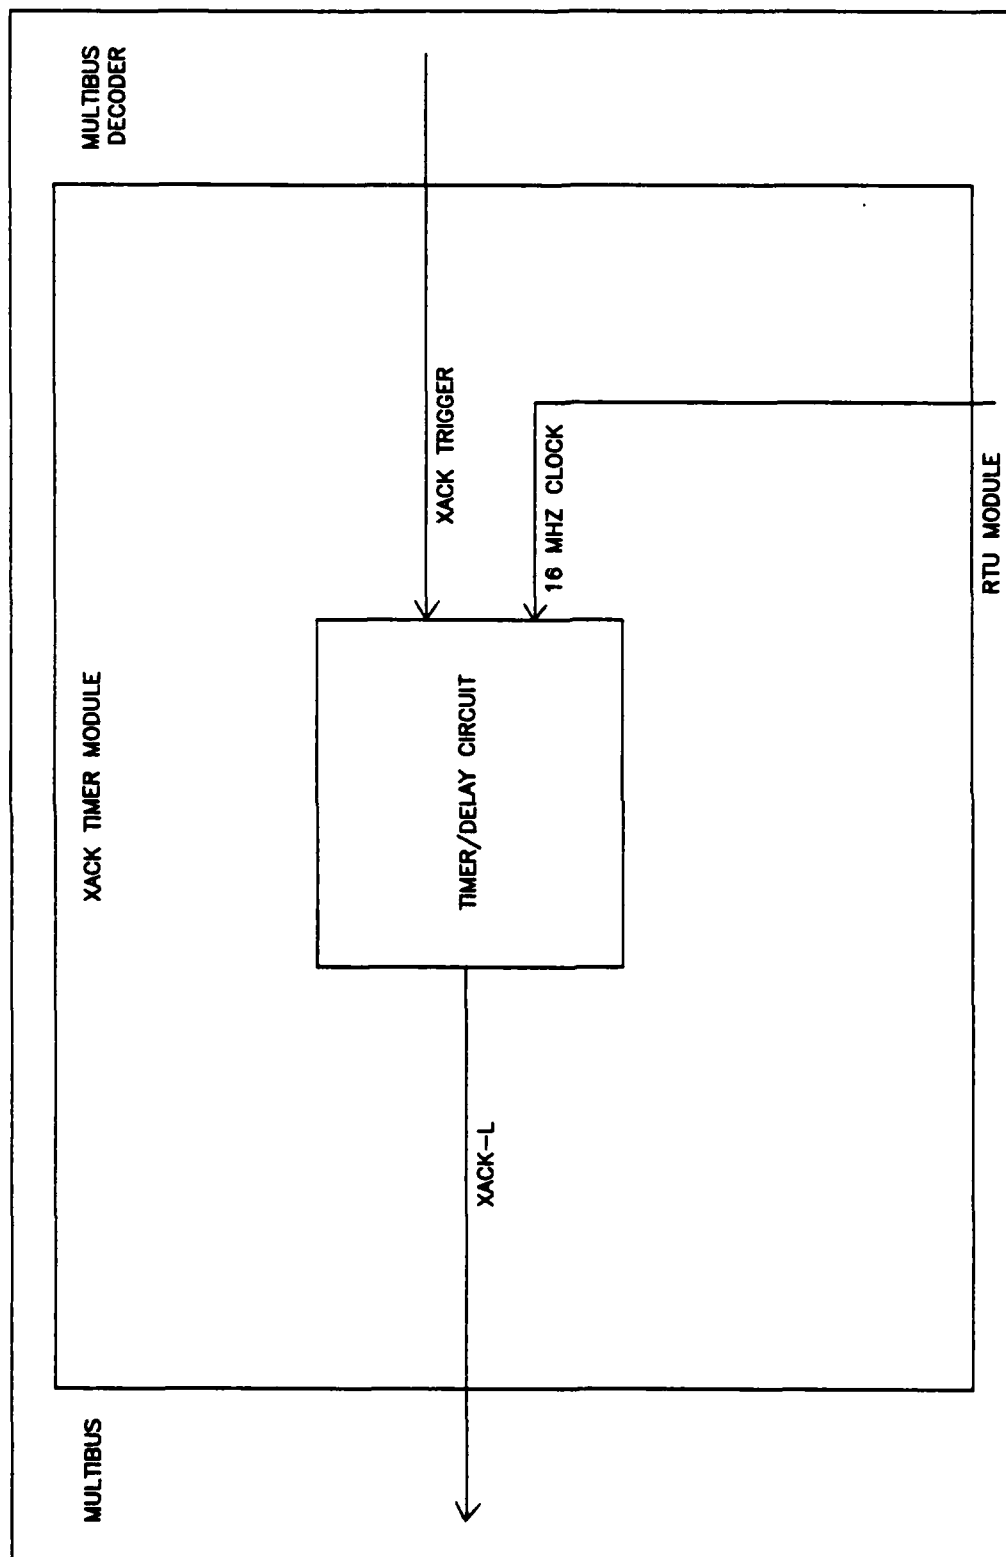 MULTIBUS
XACK TIMER MODULE
MULTIBUS
DECODER
XACK-L
TIMER/DELAY CIRCUIT
XACK TRIGGER
16 MHZ CLOCK
RTU MODULE